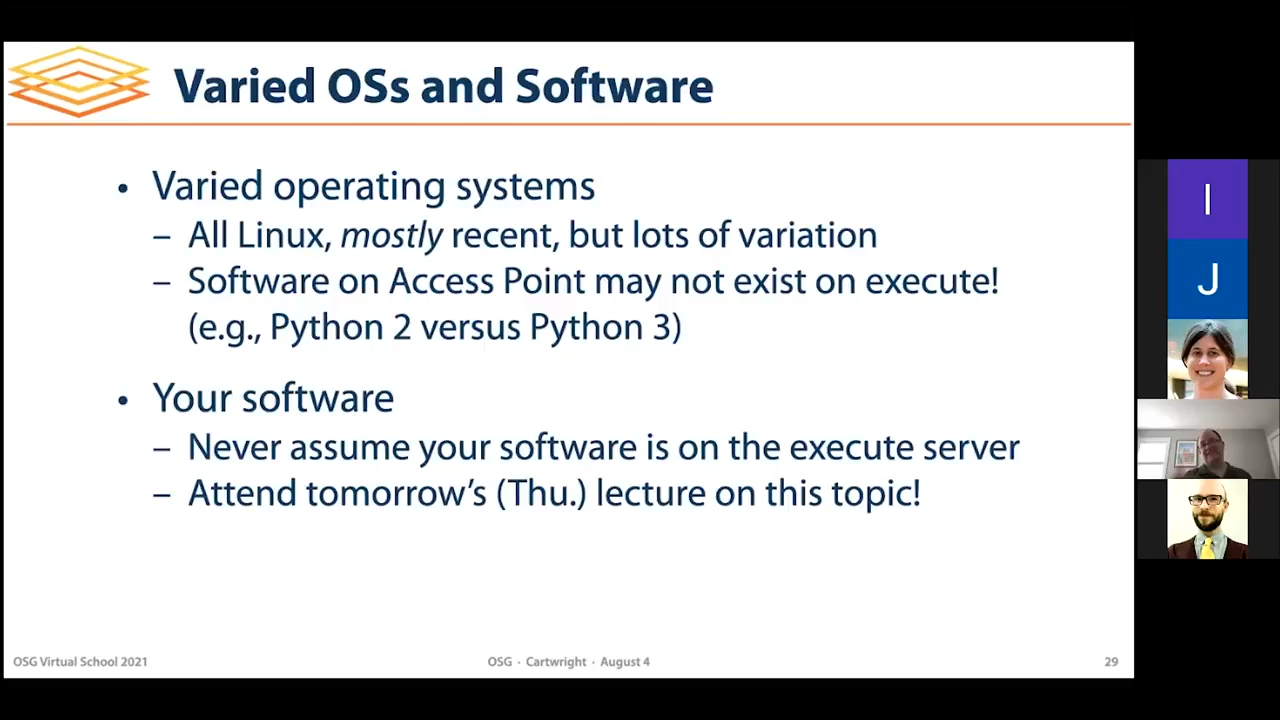 Varied OSs and Software
• Varied operating systems
– All Linux, mostly recent, but lots of variation
– Software on Access Point may not exist on execute!
(e.g., Python 2 versus Python 3)
• Your software
– Never assume your software is on the execute server
– Attend tomorrow’s (Thu.) lecture on this topic!
OSG Virtual School 2021
OSG · Cartwright · August 4
29
I
J